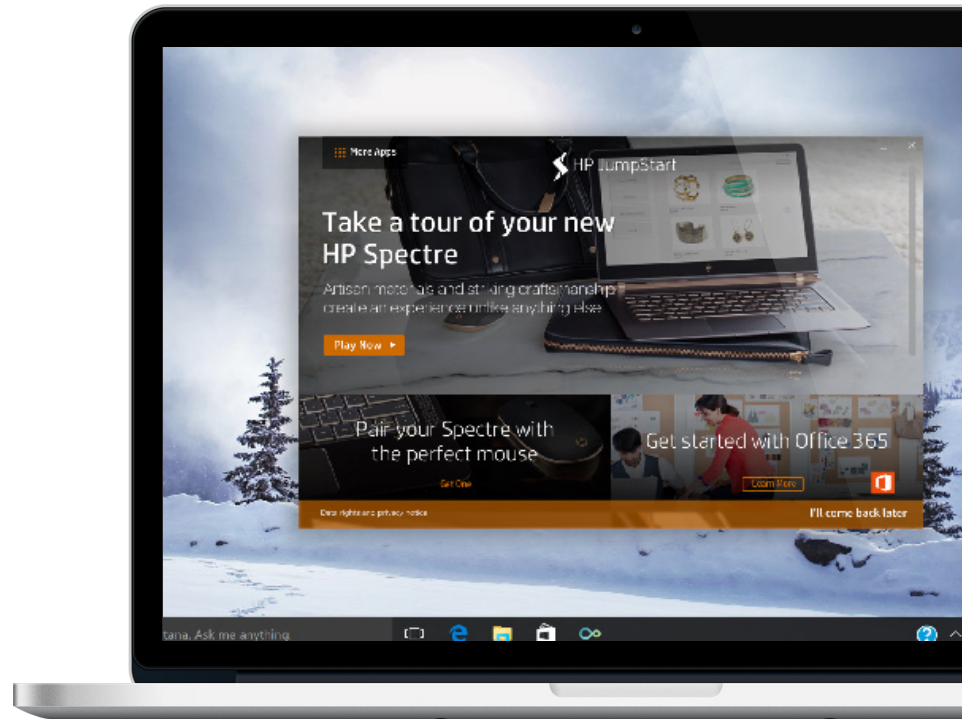 More Apps
HP JumpStart
Take a tour of your new
HP Spectre
Artisan materials and striking craftsmanship
create an experience unlike anything else
Play Now
Pair your Spectre with
the perfect mouse
Get One
Get started with Office 365
Learn More
Data rights and privacy notice
I'll come back later
tana. Ask me anything.